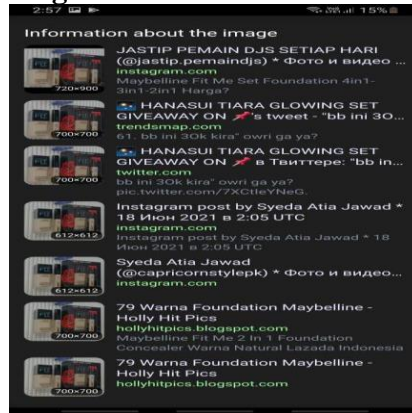 2:57 15%
Information about the image
JASTIP PEMAIN DJS SETIAP HARI
(@jastip.pemaindjs) * Фото и видео ...
instagram.com
Maybelline Fit Me Set Foundation 4in1-
3in1-2in1 Harga?
720×900
HANASUI TIARA GLOWING SET
GIVEAWAY ON 's tweet - "bb ini 3O...
trendsmap.com
61. bb ini 3Ok kira" owri ga ya?
700×700
HANASUI TIARA GLOWING SET
GIVEAWAY ON в Твиттере: "bb in...
twitter.com
bb ini 3Ok kira" owri ga ya?
pic.twitter.com/7XCtIeYNeG.
700×700
Instagram post by Syeda Atia Jawad *
18 Июн 2021 в 2:05 UTC
instagram.com
Instagram post by Syeda Atia Jawad * 18
Июн 2021 в 2:05 UTC
612×612
Syeda Atia Jawad
(@capricornstylepk) * Фото и видео...
instagram.com
612×612
79 Warna Foundation Maybelline -
Holly Hit Pics
hollyhitpics.blogspot.com
Maybelline Fit Me 2 In 1 Foundation
Concealer Warna Natural Lazada Indonesia
700×700
79 Warna Foundation Maybelline -
Holly Hit Pics
hollyhitpics.blogspot.com
700×700